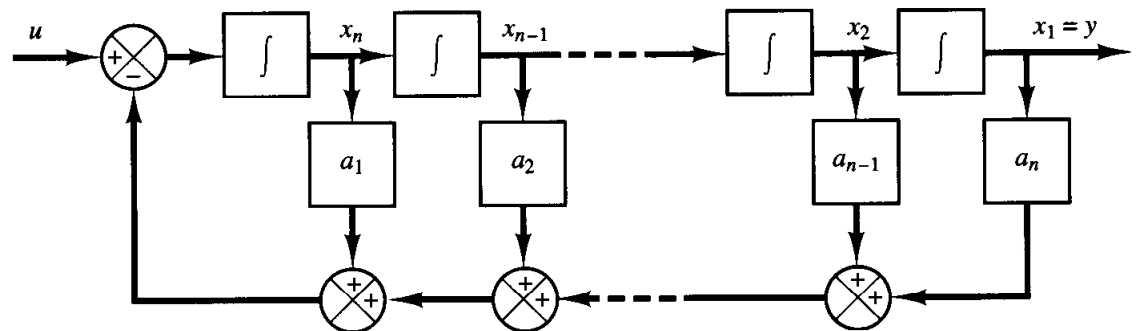 u + − ∫ xₙ ∫ xₙ₋₁ ∫ x₂ ∫ x₁ = y
a₁ a₂ aₙ₋₁ aₙ
+ + + + + +